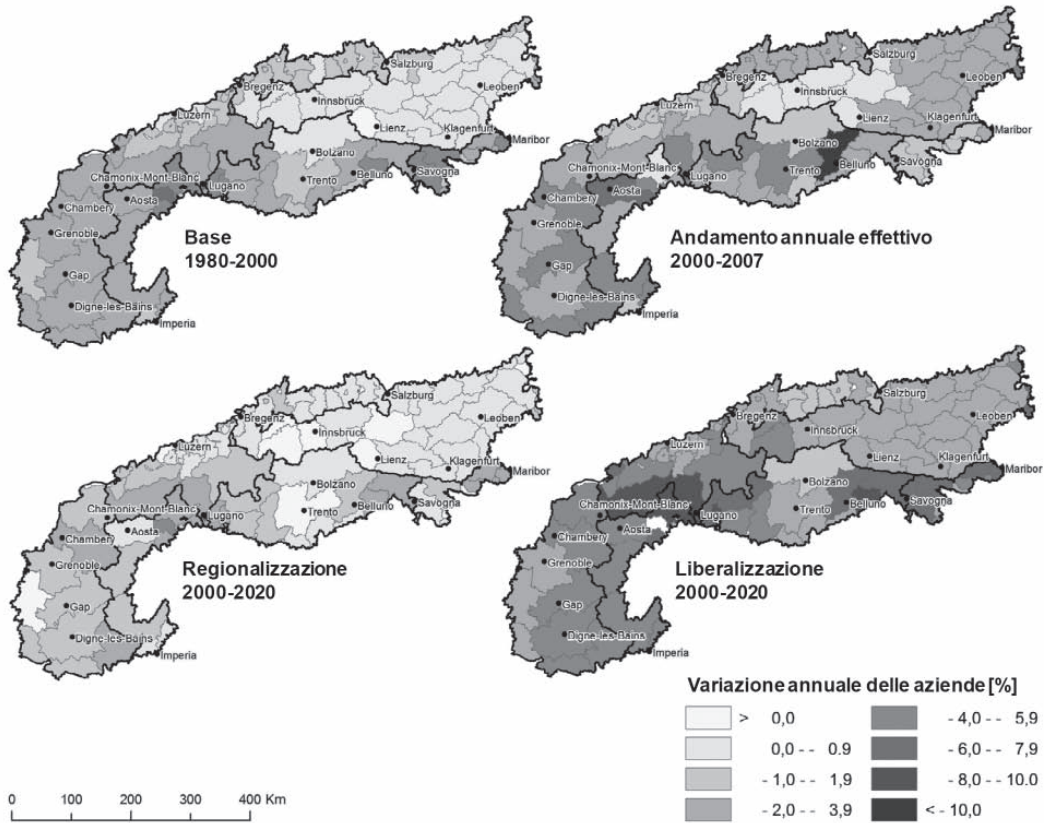 Salzburg
Bregenz
Leoben
Innsbruck
Luzern
Lienz
Klagenfurt
Maribor
Bolzano
Chamonix-Mont-Blanc
Belluno
Savogna
Trento
Lugano
Aosta
Chambery
Grenoble
Gap
Digne-les-Bains
Imperia
Base
1980-2000
Salzburg
Bregenz
Leoben
Innsbruck
Luzern
Lienz
Klagenfurt
Maribor
Bolzano
Chamonix-Mont-Blanc
Belluno
Savogna
Trento
Lugano
Aosta
Chambery
Grenoble
Gap
Digne-les-Bains
Imperia
Andamento annuale effettivo
2000-2007
Salzburg
Bregenz
Leoben
Innsbruck
Luzern
Lienz
Klagenfurt
Maribor
Bolzano
Chamonix-Mont-Blanc
Belluno
Savogna
Trento
Lugano
Aosta
Chambery
Grenoble
Gap
Digne-les-Bains
Imperia
Regionalizzazione
2000-2020
Salzburg
Bregenz
Leoben
Innsbruck
Luzern
Lienz
Klagenfurt
Maribor
Bolzano
Chamonix-Mont-Blanc
Belluno
Savogna
Trento
Lugano
Aosta
Chambery
Grenoble
Gap
Digne-les-Bains
Imperia
Liberalizzazione
2000-2020
Variazione annuale delle aziende [%]
> 0,0
0,0 - - 0.9
- 1,0 - - 1,9
- 2,0 - - 3,9
- 4,0 - - 5,9
- 6,0 - - 7,9
- 8,0 - - 10.0
< - 10,0
0 100 200 300 400 Km